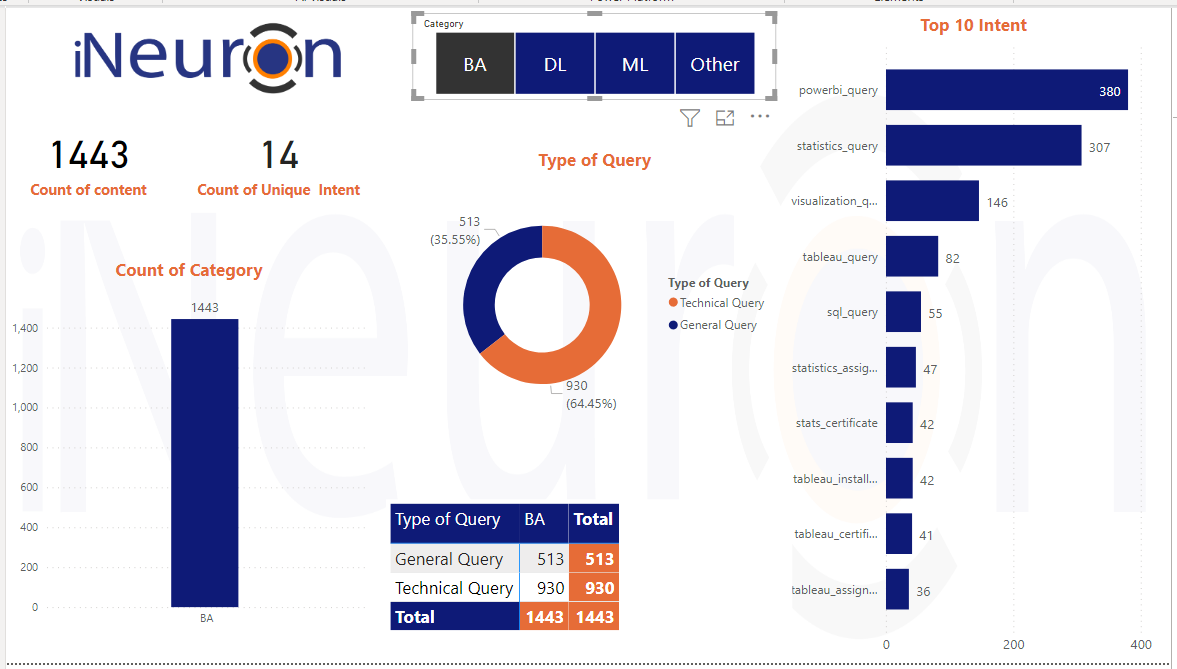 iNeuron
Category
BA
DL
ML
Other
1443
Count of content
14
Count of Unique Intent
Count of Category
1443
1,400
1,200
1,000
800
600
400
200
0
BA
Type of Query
513
(35.55%)
930
(64.45%)
Type of Query
Technical Query
General Query
Type of Query BA Total
General Query 513 513
Technical Query 930 930
Total 1443 1443
Top 10 Intent
powerbi_query 380
statistics_query 307
visualization_q... 146
tableau_query 82
sql_query 55
statistics_assig... 47
stats_certificate 42
tableau_install... 42
tableau_certifi... 41
tableau_assign... 36
0 200 400
iNeuron